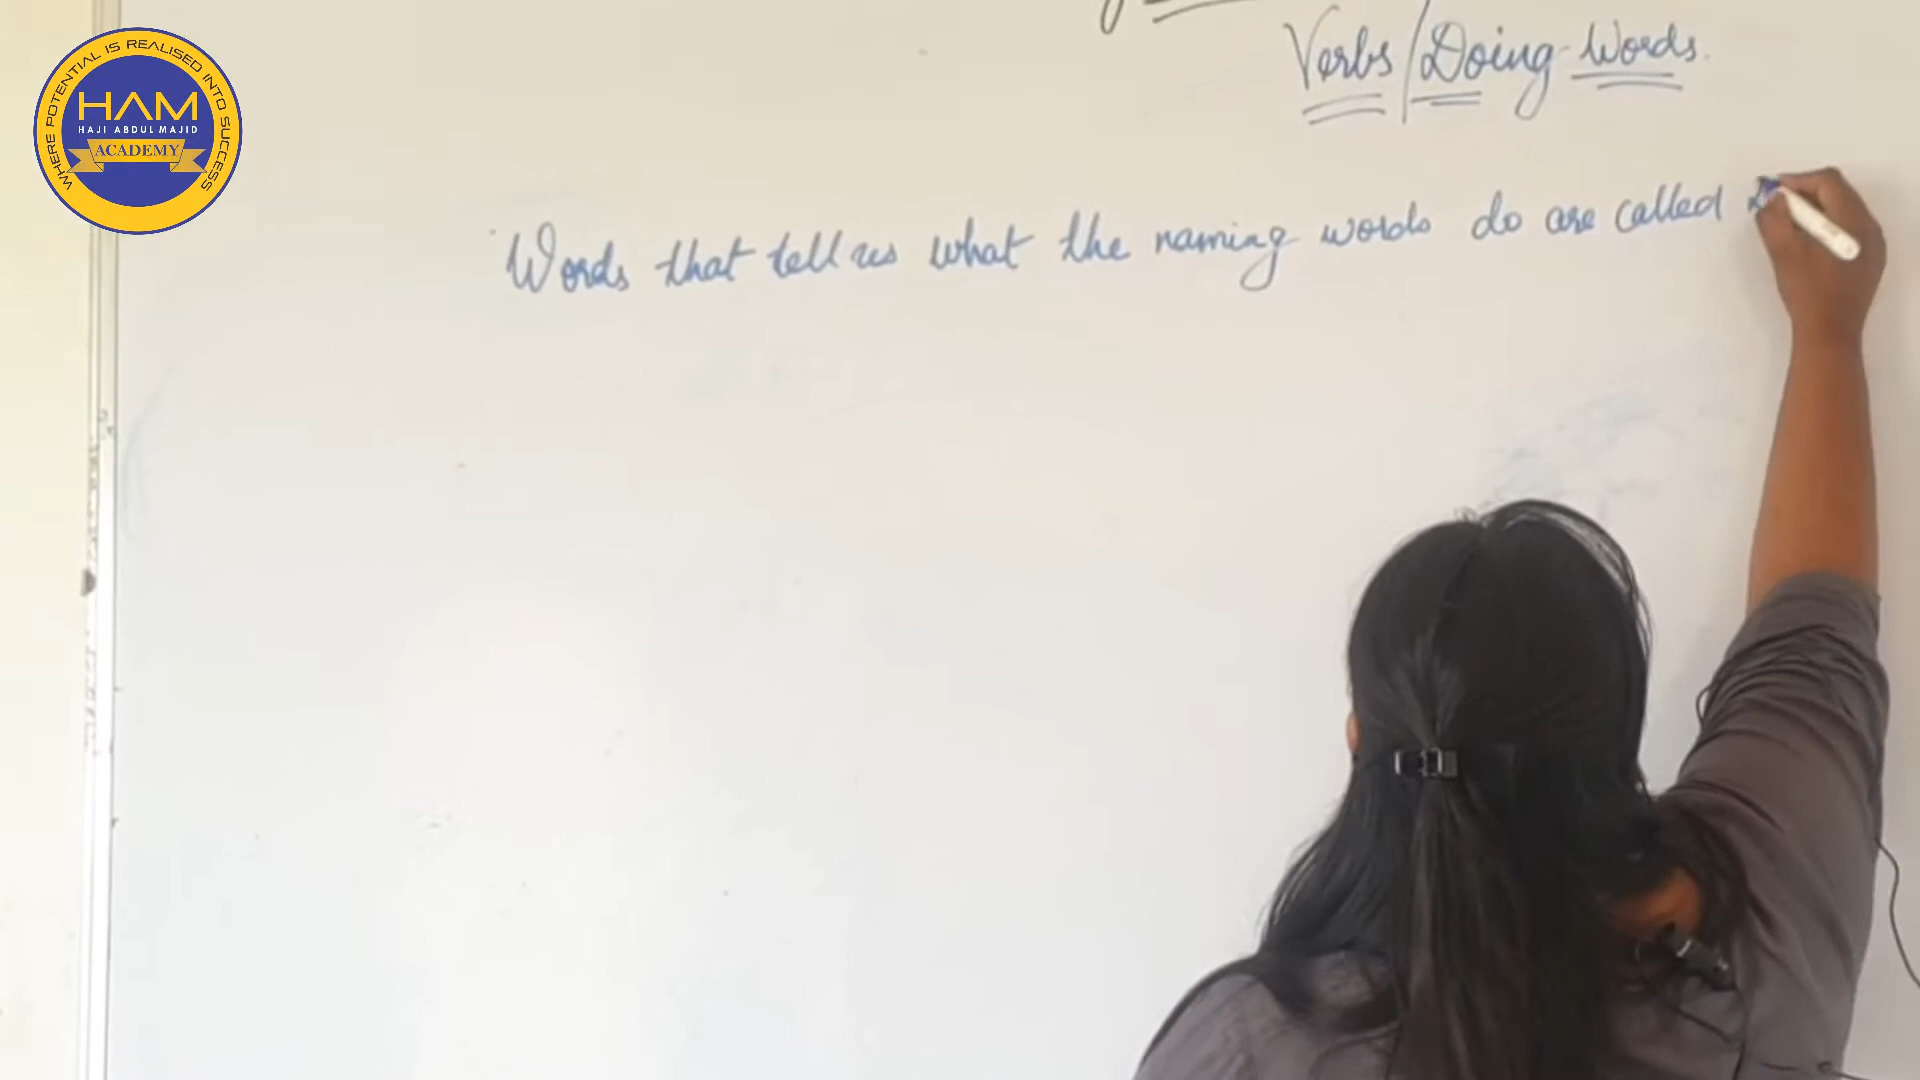 WHERE POTENTIAL IS REALISED INTO SUCCESS
HAM
HAJI ABDUL MAJID
ACADEMY
Verbs/Doing Words.
Words that tell us what the naming words do are called